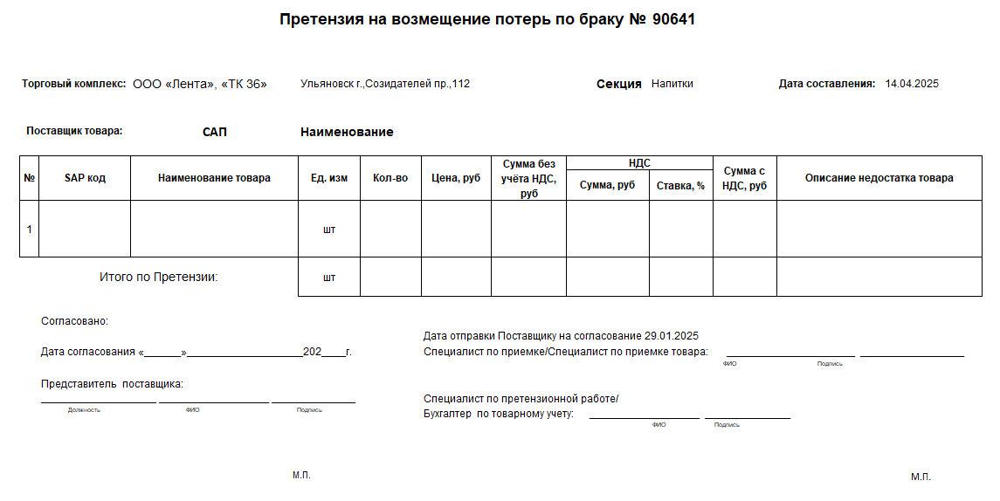 Претензия на возмещение потерь по браку № 90641
Торговый комплекс: ООО «Лента», «ТК 36» Ульяновск г.,Созидателей пр.,112 Секция Напитки Дата составления: 14.04.2025
Поставщик товара: САП Наименование
№ SAP код Наименование товара Ед. изм Кол-во Цена, руб Сумма без учёта НДС, руб НДС Сумма, руб Ставка, % Сумма с НДС, руб Описание недостатка товара
1 шт
Итого по Претензии: шт
Согласовано:
Дата согласования «______»___________________202____г.
Представитель поставщика:
Должность ФИО Подпись
Дата отправки Поставщику на согласование 29.01.2025
Специалист по приемке/Специалист по приемке товара:
ФИО Подпись
Специалист по претензионной работе/
Бухгалтер по товарному учету:
ФИО Подпись
М.П. М.П.